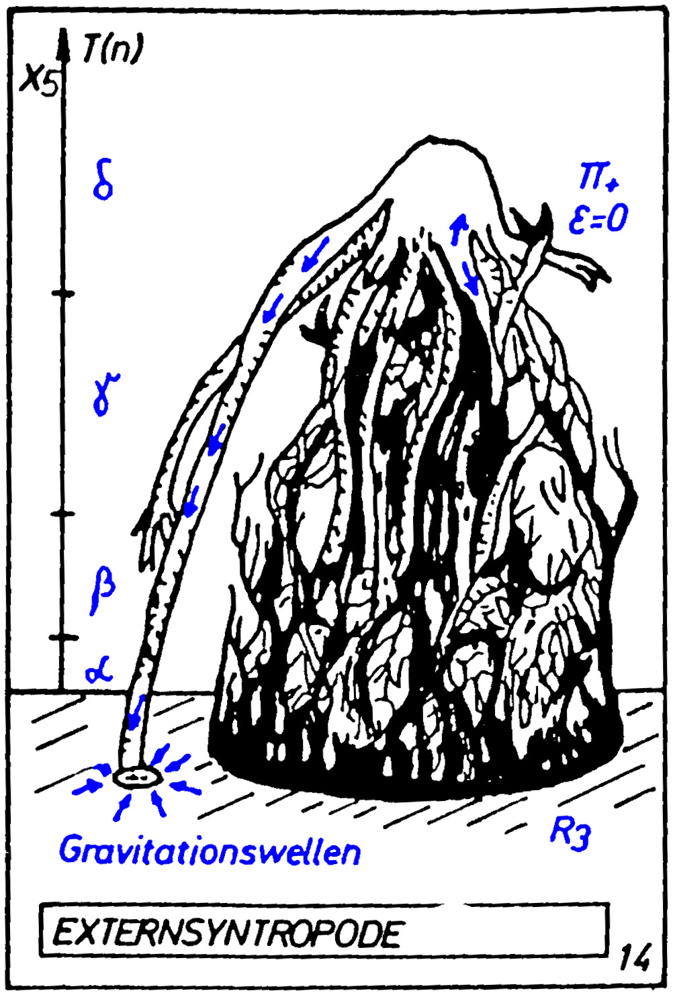 T(n)
X5
δ
π+
ε=0
γ
β
α
Gravitationswellen
R3
EXTERNSYNTROPODE
14